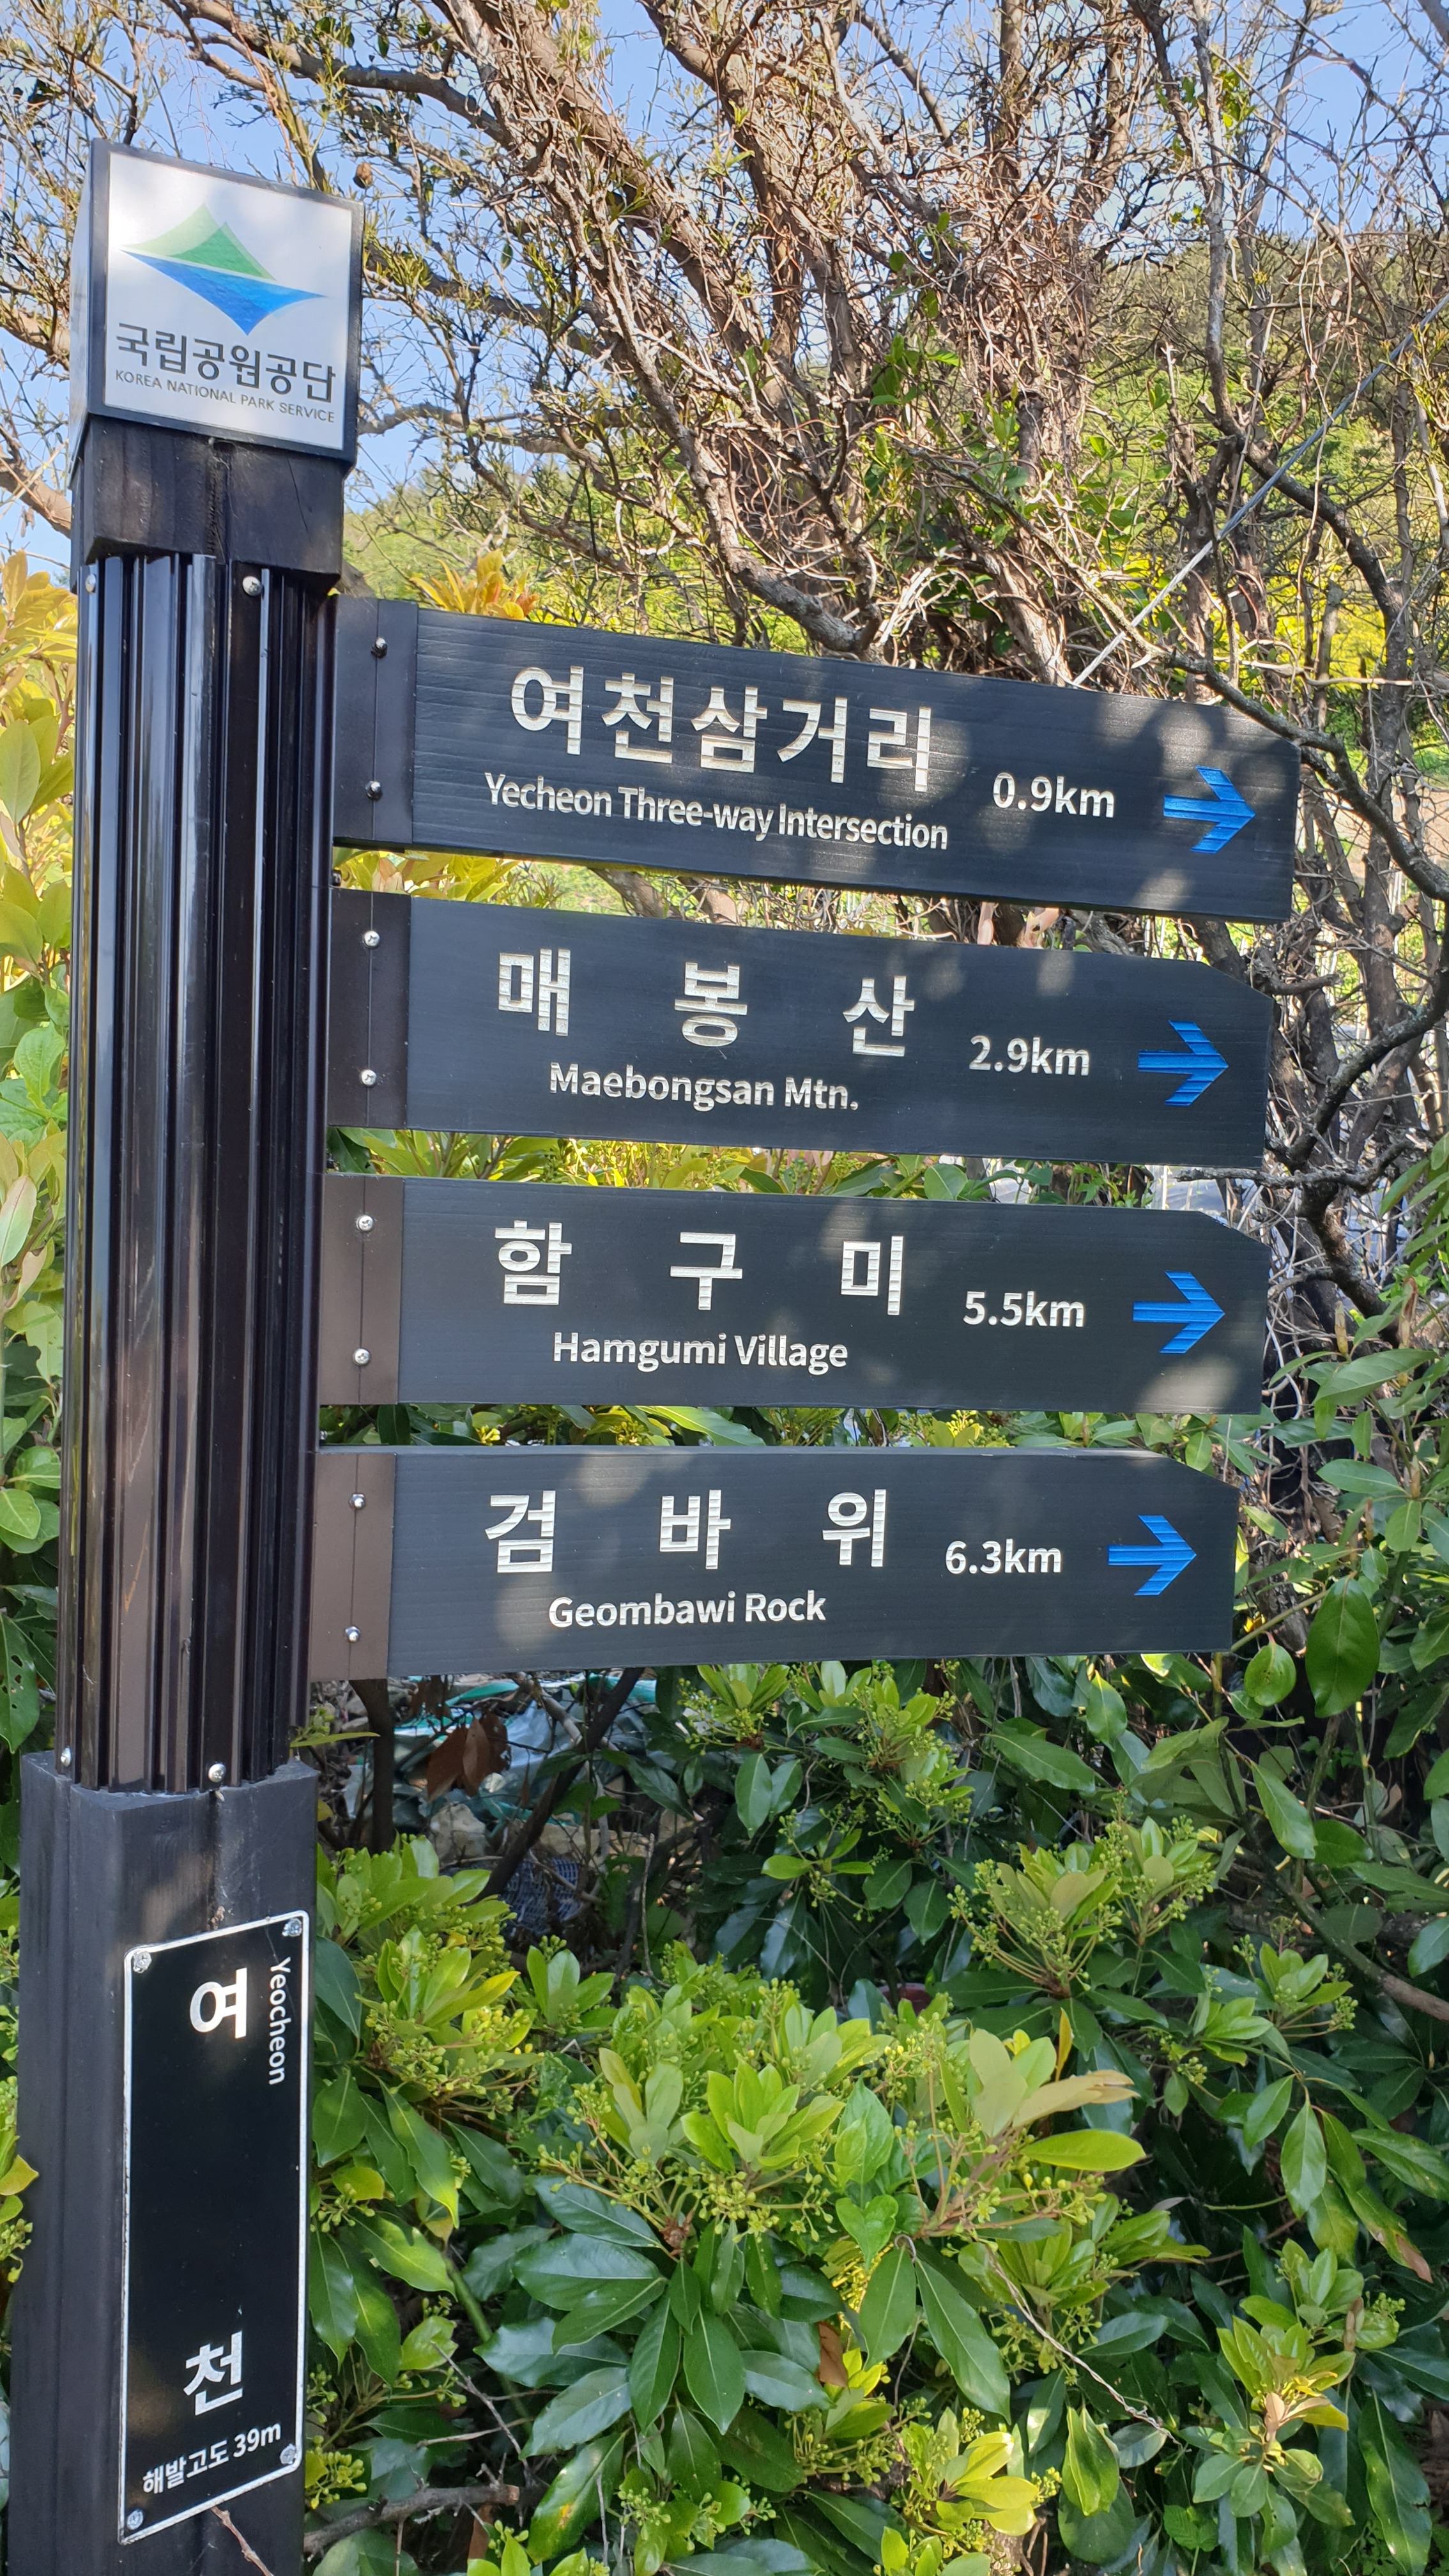 국립공원공단
KOREA NATIONAL PARK SERVICE
여천삼거리
Yecheon Three-way Intersection
0.9km
매 봉 산
Maebongsan Mtn.
2.9km
함 구 미
Hamgumi Village
5.5km
검 바 위
Geombawi Rock
6.3km
여 천
Yeocheon
해발고도 39m